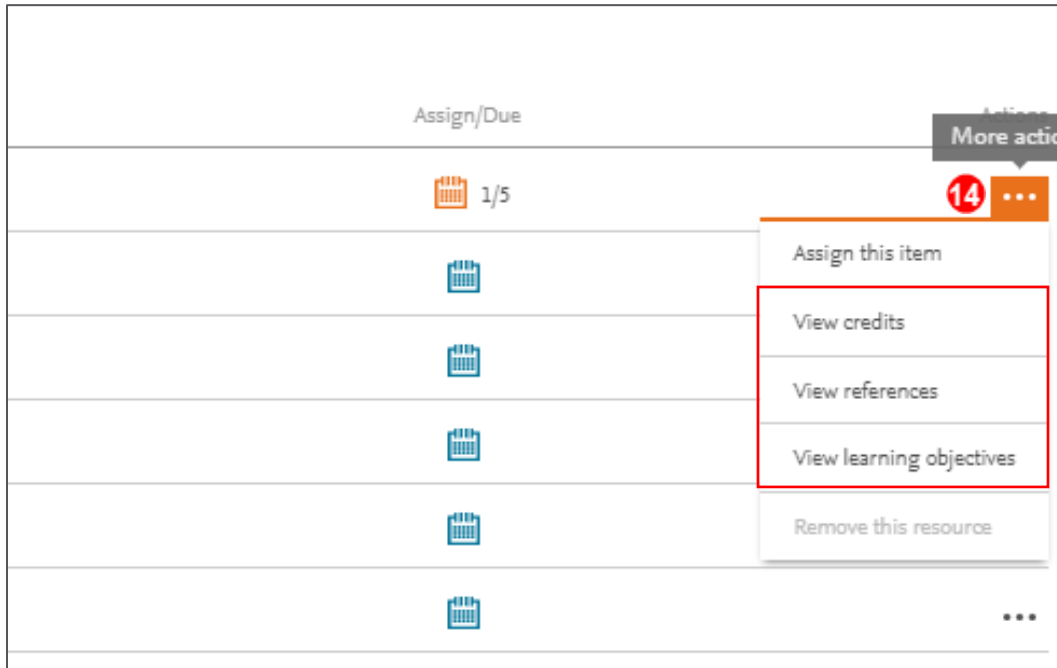 Assign/Due
Actions
More actio
1/5
14
Assign this item
View credits
View references
View learning objectives
Remove this resource